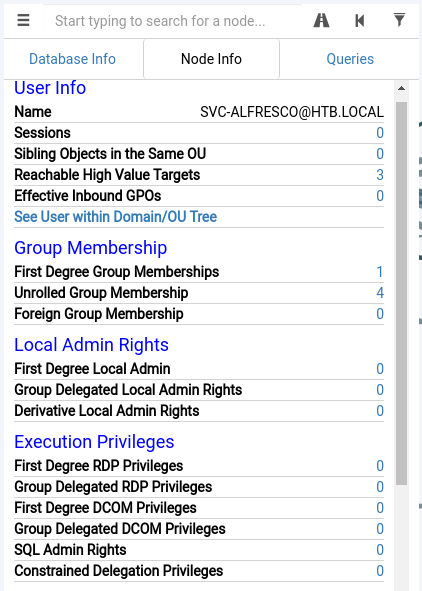 Start typing to search for a node...
Database Info Node Info Queries
User Info
Name SVC-ALFRESCO@HTB.LOCAL
Sessions 0
Sibling Objects in the Same OU 0
Reachable High Value Targets 3
Effective Inbound GPOs 0
See User within Domain/OU Tree
Group Membership
First Degree Group Memberships 1
Unrolled Group Membership 4
Foreign Group Membership 0
Local Admin Rights
First Degree Local Admin 0
Group Delegated Local Admin Rights 0
Derivative Local Admin Rights 0
Execution Privileges
First Degree RDP Privileges 0
Group Delegated RDP Privileges 0
First Degree DCOM Privileges 0
Group Delegated DCOM Privileges 0
SQL Admin Rights 0
Constrained Delegation Privileges 0